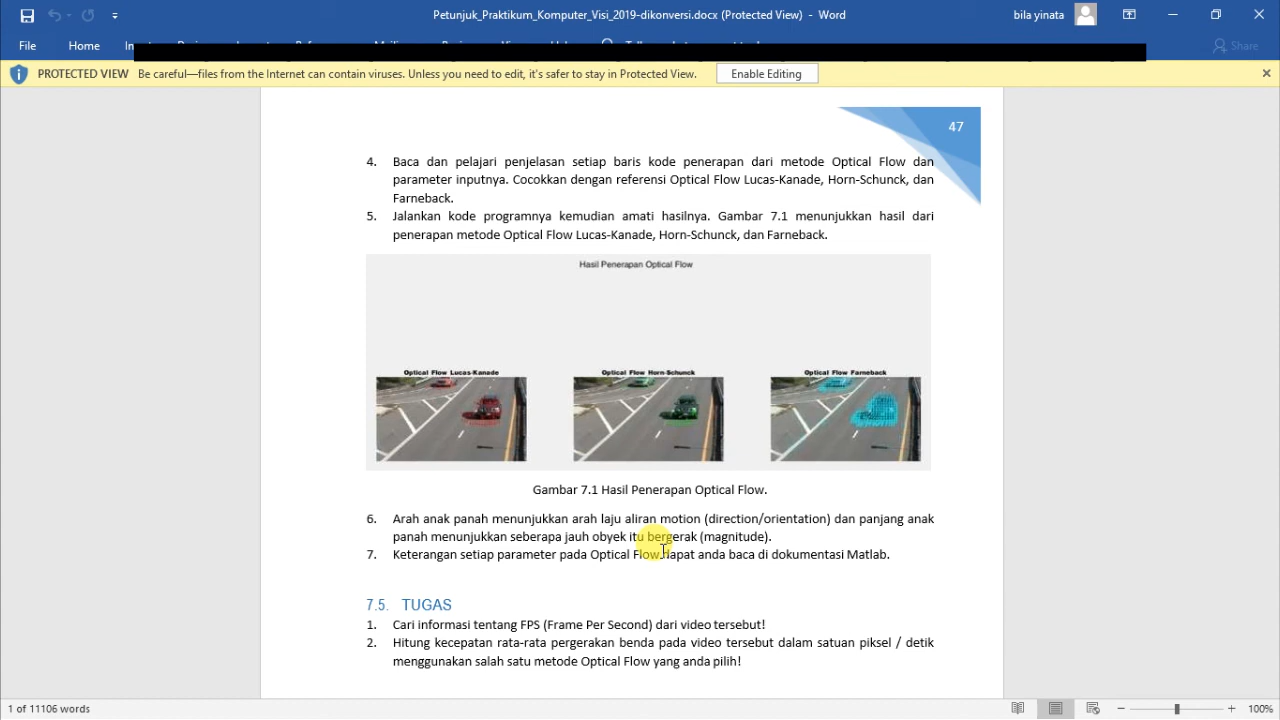 Petunjuk_Praktikum_Komputer_Visi_2019-dikonversi.docx (Protected View) - Word
bila yinata
File Home
Share
PROTECTED VIEW Be careful—files from the Internet can contain viruses. Unless you need to edit, it's safer to stay in Protected View. Enable Editing
47
4. Baca dan pelajari penjelasan setiap baris kode penerapan dari metode Optical Flow dan
parameter inputnya. Cocokkan dengan referensi Optical Flow Lucas-Kanade, Horn-Schunck, dan
Farneback.
5. Jalankan kode programnya kemudian amati hasilnya. Gambar 7.1 menunjukkan hasil dari
penerapan metode Optical Flow Lucas-Kanade, Horn-Schunck, dan Farneback.
Hasil Penerapan Optical Flow
Optical Flow Lucas-Kanade Optical Flow Horn-Schunck Optical Flow Farneback
Gambar 7.1 Hasil Penerapan Optical Flow.
6. Arah anak panah menunjukkan arah laju aliran motion (direction/orientation) dan panjang anak
panah menunjukkan seberapa jauh obyek itu bergerak (magnitude).
7. Keterangan setiap parameter pada Optical Flow dapat anda baca di dokumentasi Matlab.
7.5. TUGAS
1. Cari informasi tentang FPS (Frame Per Second) dari video tersebut!
2. Hitung kecepatan rata-rata pergerakan benda pada video tersebut dalam satuan piksel / detik
menggunakan salah satu metode Optical Flow yang anda pilih!
1 of 11106 words
100%